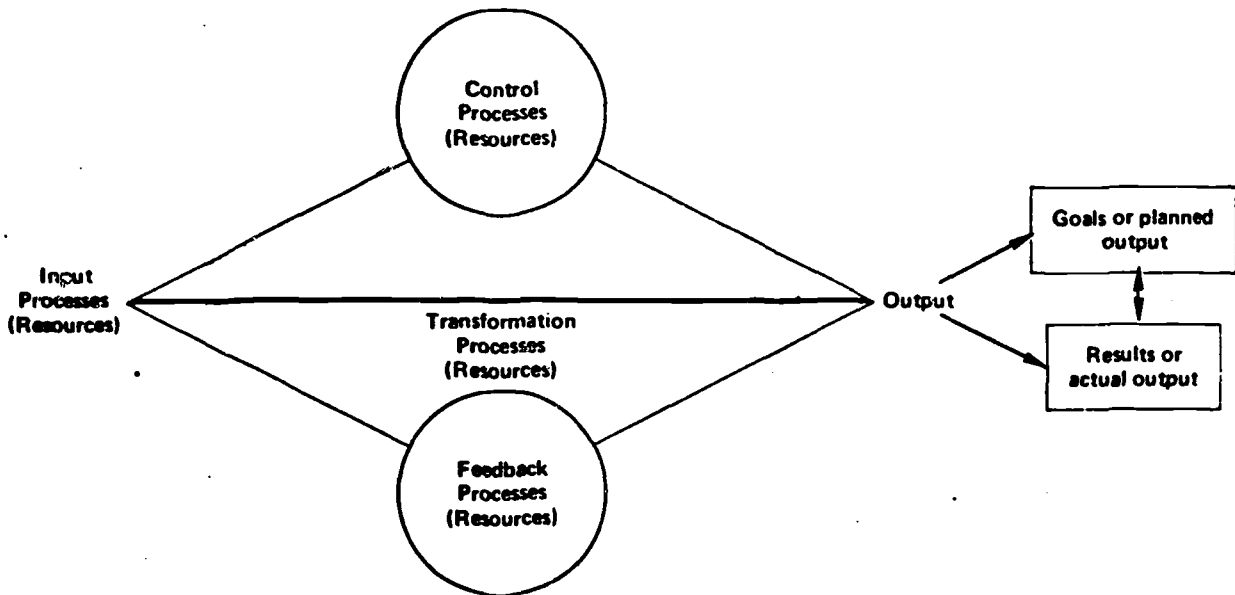 Control
Processes
(Resources)
Goals or planned
output
Input
Processes
(Resources)
Output
Transformation
Processes
(Resources)
Results or
actual output
Feedback
Processes
(Resources)